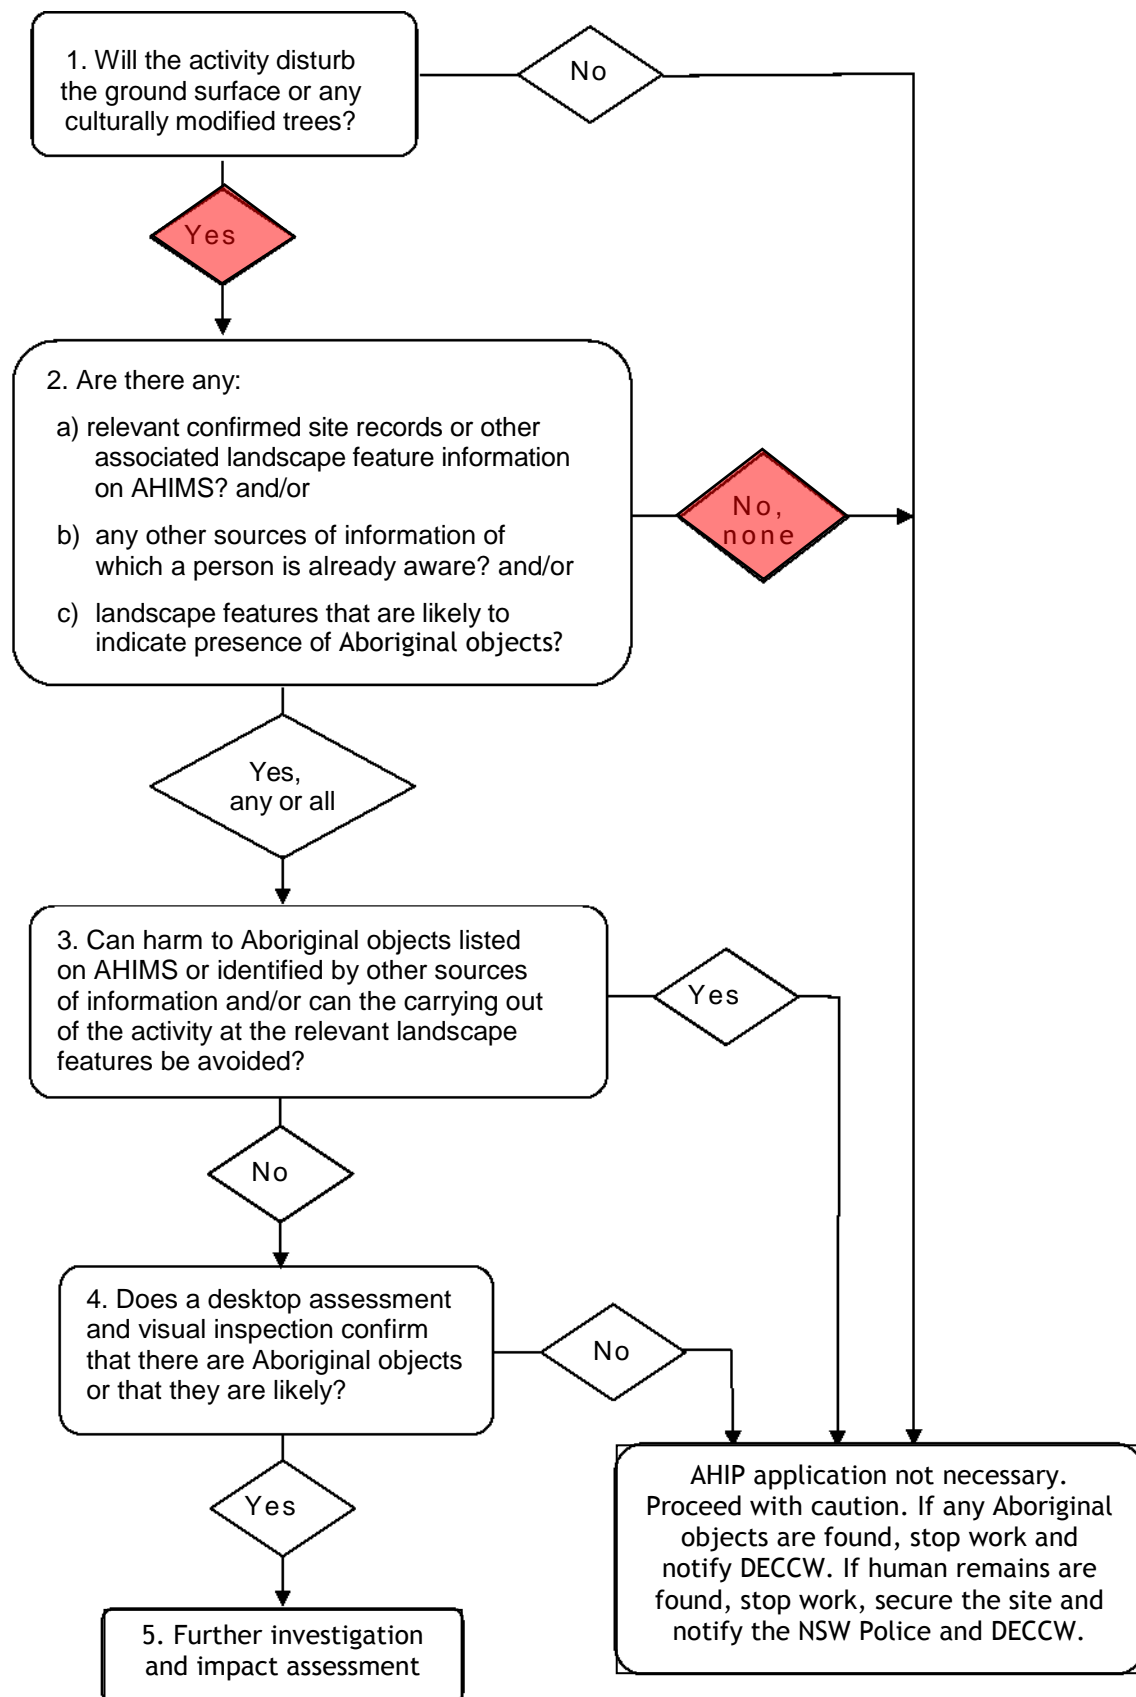 1. Will the activity disturb
the ground surface or any
culturally modified trees?
No
Yes
2. Are there any:
a) relevant confirmed site records or other
associated landscape feature information
on AHIMS? and/or
b) any other sources of information of
which a person is already aware? and/or
c) landscape features that are likely to
indicate presence of Aboriginal objects?
No,
none
Yes,
any or all
3. Can harm to Aboriginal objects listed
on AHIMS or identified by other sources
of information and/or can the carrying out
of the activity at the relevant landscape
features be avoided?
Yes
No
4. Does a desktop assessment
and visual inspection confirm
that there are Aboriginal objects
or that they are likely?
No
Yes
AHIP application not necessary.
Proceed with caution. If any Aboriginal
objects are found, stop work and
notify DECCW. If human remains are
found, stop work, secure the site and
notify the NSW Police and DECCW.
5. Further investigation
and impact assessment